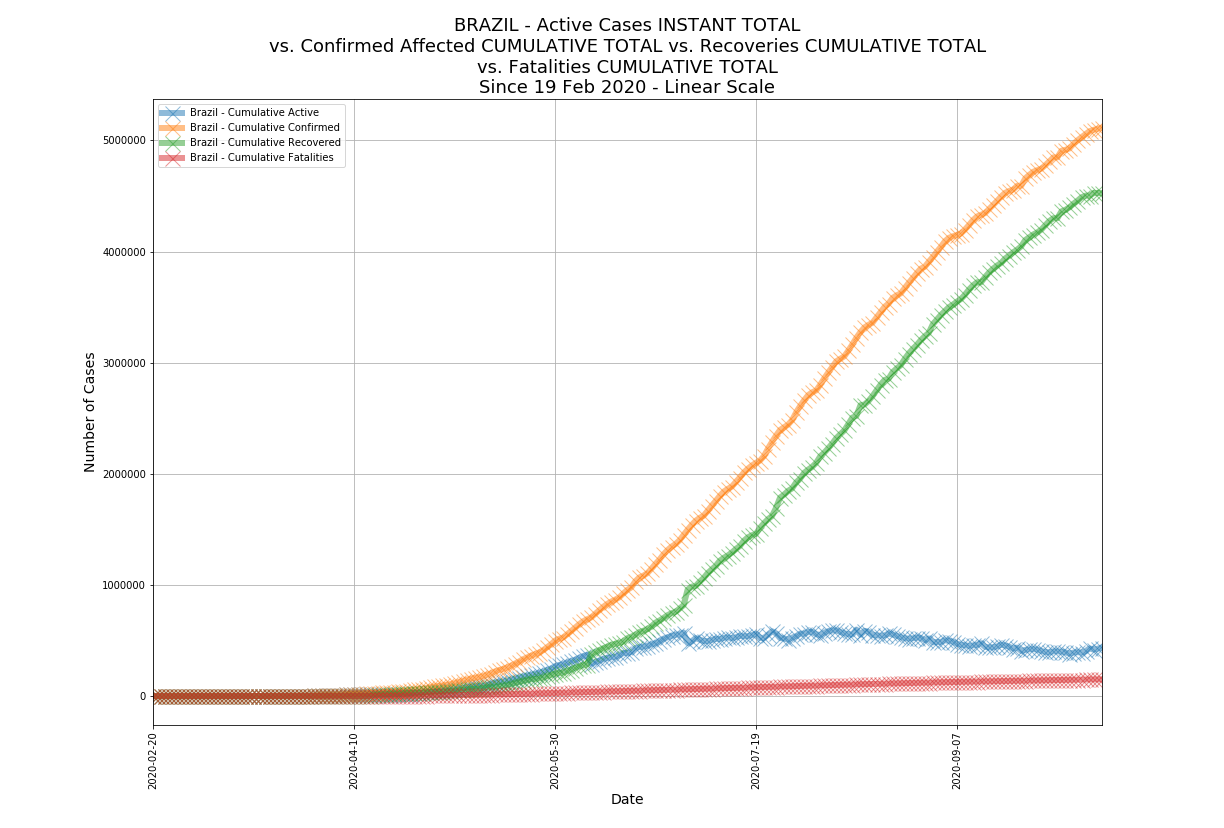 BRAZIL - Active Cases INSTANT TOTAL
vs. Confirmed Affected CUMULATIVE TOTAL vs. Recoveries CUMULATIVE TOTAL
vs. Fatalities CUMULATIVE TOTAL
Since 19 Feb 2020 - Linear Scale
Brazil - Cumulative Active
Brazil - Cumulative Confirmed
Brazil - Cumulative Recovered
Brazil - Cumulative Fatalities
5000000
4000000
3000000
2000000
1000000
0
Number of Cases
2020-02-20
2020-04-10
2020-05-30
2020-07-19
2020-09-07
Date